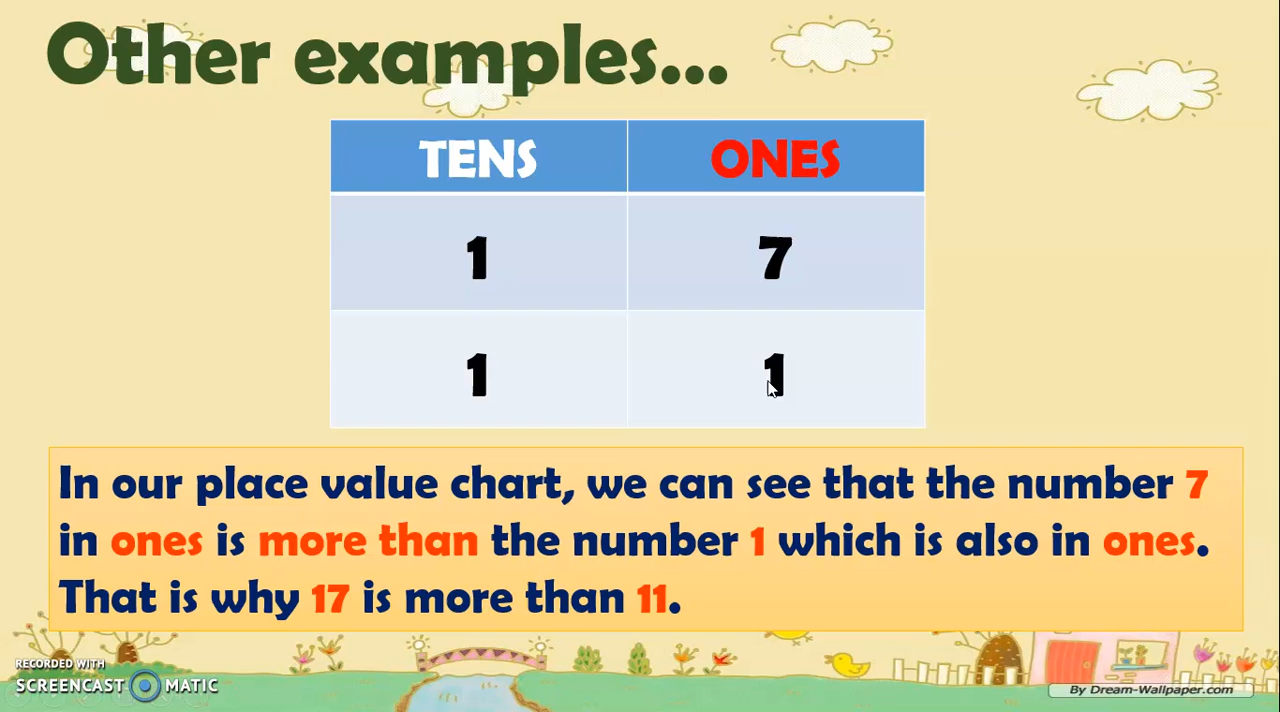 Other examples...
TENS ONES
1 7
1 1
In our place value chart, we can see that the number 7
in ones is more than the number 1 which is also in ones.
That is why 17 is more than 11.
RECORDED WITH
SCREENCAST MATIC
By Dream-Wallpaper.com